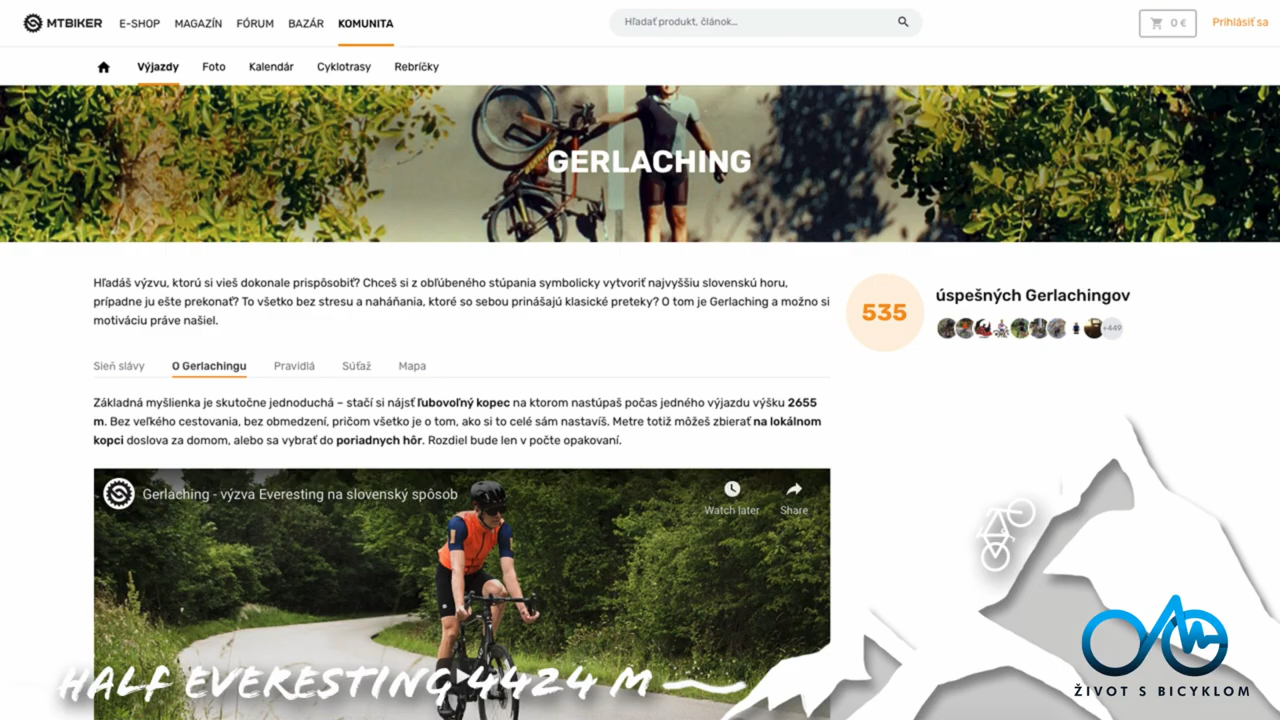 MTBIKER E-SHOP MAGAZÍN FÓRUM BAZÁR KOMUNITA Hľadať produkt, článok... 0 € Prihlásiť sa
Výjazdy Foto Kalendár Cyklotrasy Rebríčky
GERLACHING
Hľadáš výzvu, ktorú si vieš dokonale prispôsobiť? Chceš si z obľúbeného stúpania symbolicky vytvoriť najvyššiu slovenskú horu,
prípadne ju ešte prekonať? To všetko bez stresu a naháňania, ktoré so sebou prinášajú klasické preteky? O tom je Gerlaching a možno si
motiváciu práve našiel.
535 úspešných Gerlachingov
+449
Sieň slávy O Gerlachingu Pravidlá Súťaž Mapa
Základná myšlienka je skutočne jednoduchá – stačí si nájsť ľubovoľný kopec na ktorom nastúpaš počas jedného výjazdu výšku 2655
m. Bez veľkého cestovania, bez obmedzení, pričom všetko je o tom, ako si to celé sám nastavíš. Metre totiž môžeš zbierať na lokálnom
kopci doslova za domom, alebo sa vybrať do poriadnych hôr. Rozdiel bude len v počte opakovaní.
Gerlaching - výzva Everesting na slovenský spôsob
Watch later Share
HALF EVERESTING 4424 M
ŽIVOT S BICYKLOM